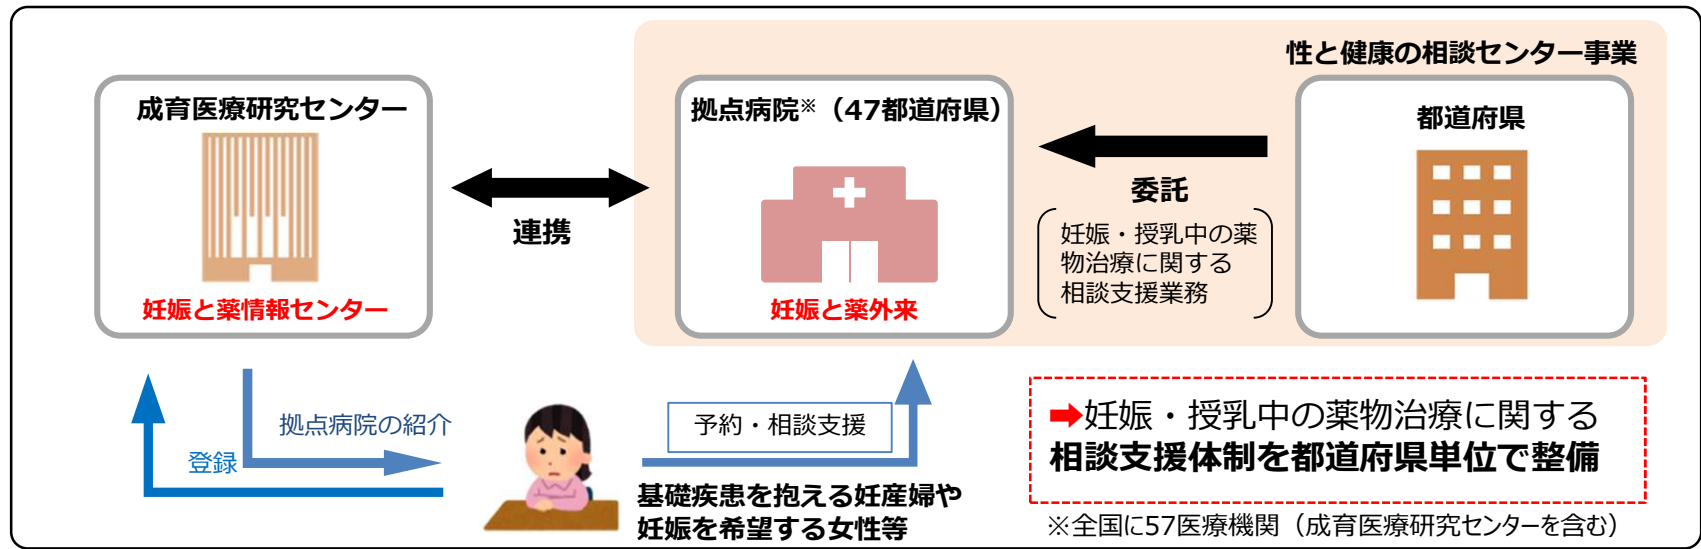 性と健康の相談センター事業
成育医療研究センター
妊娠と薬情報センター
連携
拠点病院※（47都道府県）
妊娠と薬外来
委託
妊娠・授乳中の薬
物治療に関する
相談支援業務
都道府県
拠点病院の紹介
登録
予約・相談支援
基礎疾患を抱える妊産婦や
妊娠を希望する女性等
➡妊娠・授乳中の薬物治療に関する
相談支援体制を都道府県単位で整備
※全国に57医療機関（成育医療研究センターを含む）